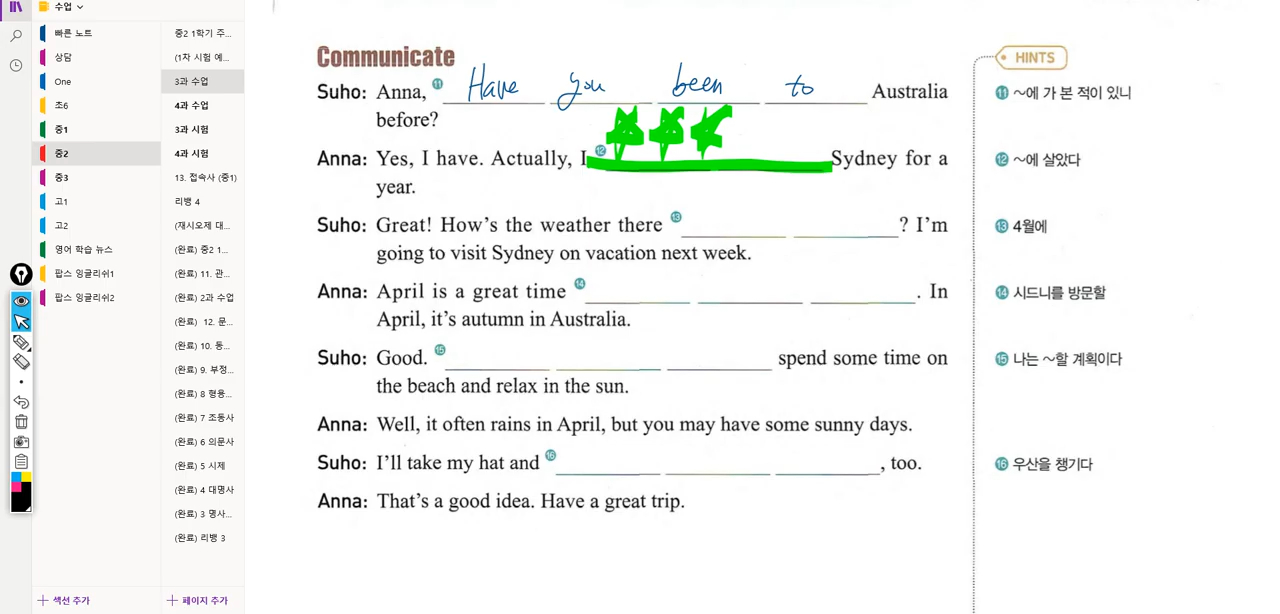 수업
빠른 노트
상담
One
초6
중1
중2
중3
고1
고2
영어 학습 뉴스
팝스 잉글리쉬1
팝스 잉글리쉬2
섹션 추가
중2 1학기 주...
(1차 시험 예...
3과 수업
4과 수업
3과 시험
4과 시험
13. 접속사 (중1)
리뱅 4
(재시오제 대...
(완료) 중2 1...
(완료) 11. 관...
(완료) 2과 수업
(완료) 12. 문...
(완료) 10. 동...
(완료) 9. 부정...
(완료) 8 형용...
(완료) 7 조동사
(완료) 6 의문사
(완료) 5 시제
(완료) 4 대명사
(완료) 3 명사...
(완료) 리뱅 3
페이지 추가
Communicate
Suho: Anna, 11 Have you been to Australia
before?
Anna: Yes, I have. Actually, I 12 Sydney for a
year.
Suho: Great! How's the weather there 13 ? I'm
going to visit Sydney on vacation next week.
Anna: April is a great time 14 . In
April, it's autumn in Australia.
Suho: Good. 15 spend some time on
the beach and relax in the sun.
Anna: Well, it often rains in April, but you may have some sunny days.
Suho: I'll take my hat and 16 , too.
Anna: That's a good idea. Have a great trip.
HINTS
11 ~에 가 본 적이 있니
12 ~에 살았다
13 4월에
14 시드니를 방문할
15 나는 ~할 계획이다
16 우산을 챙기다